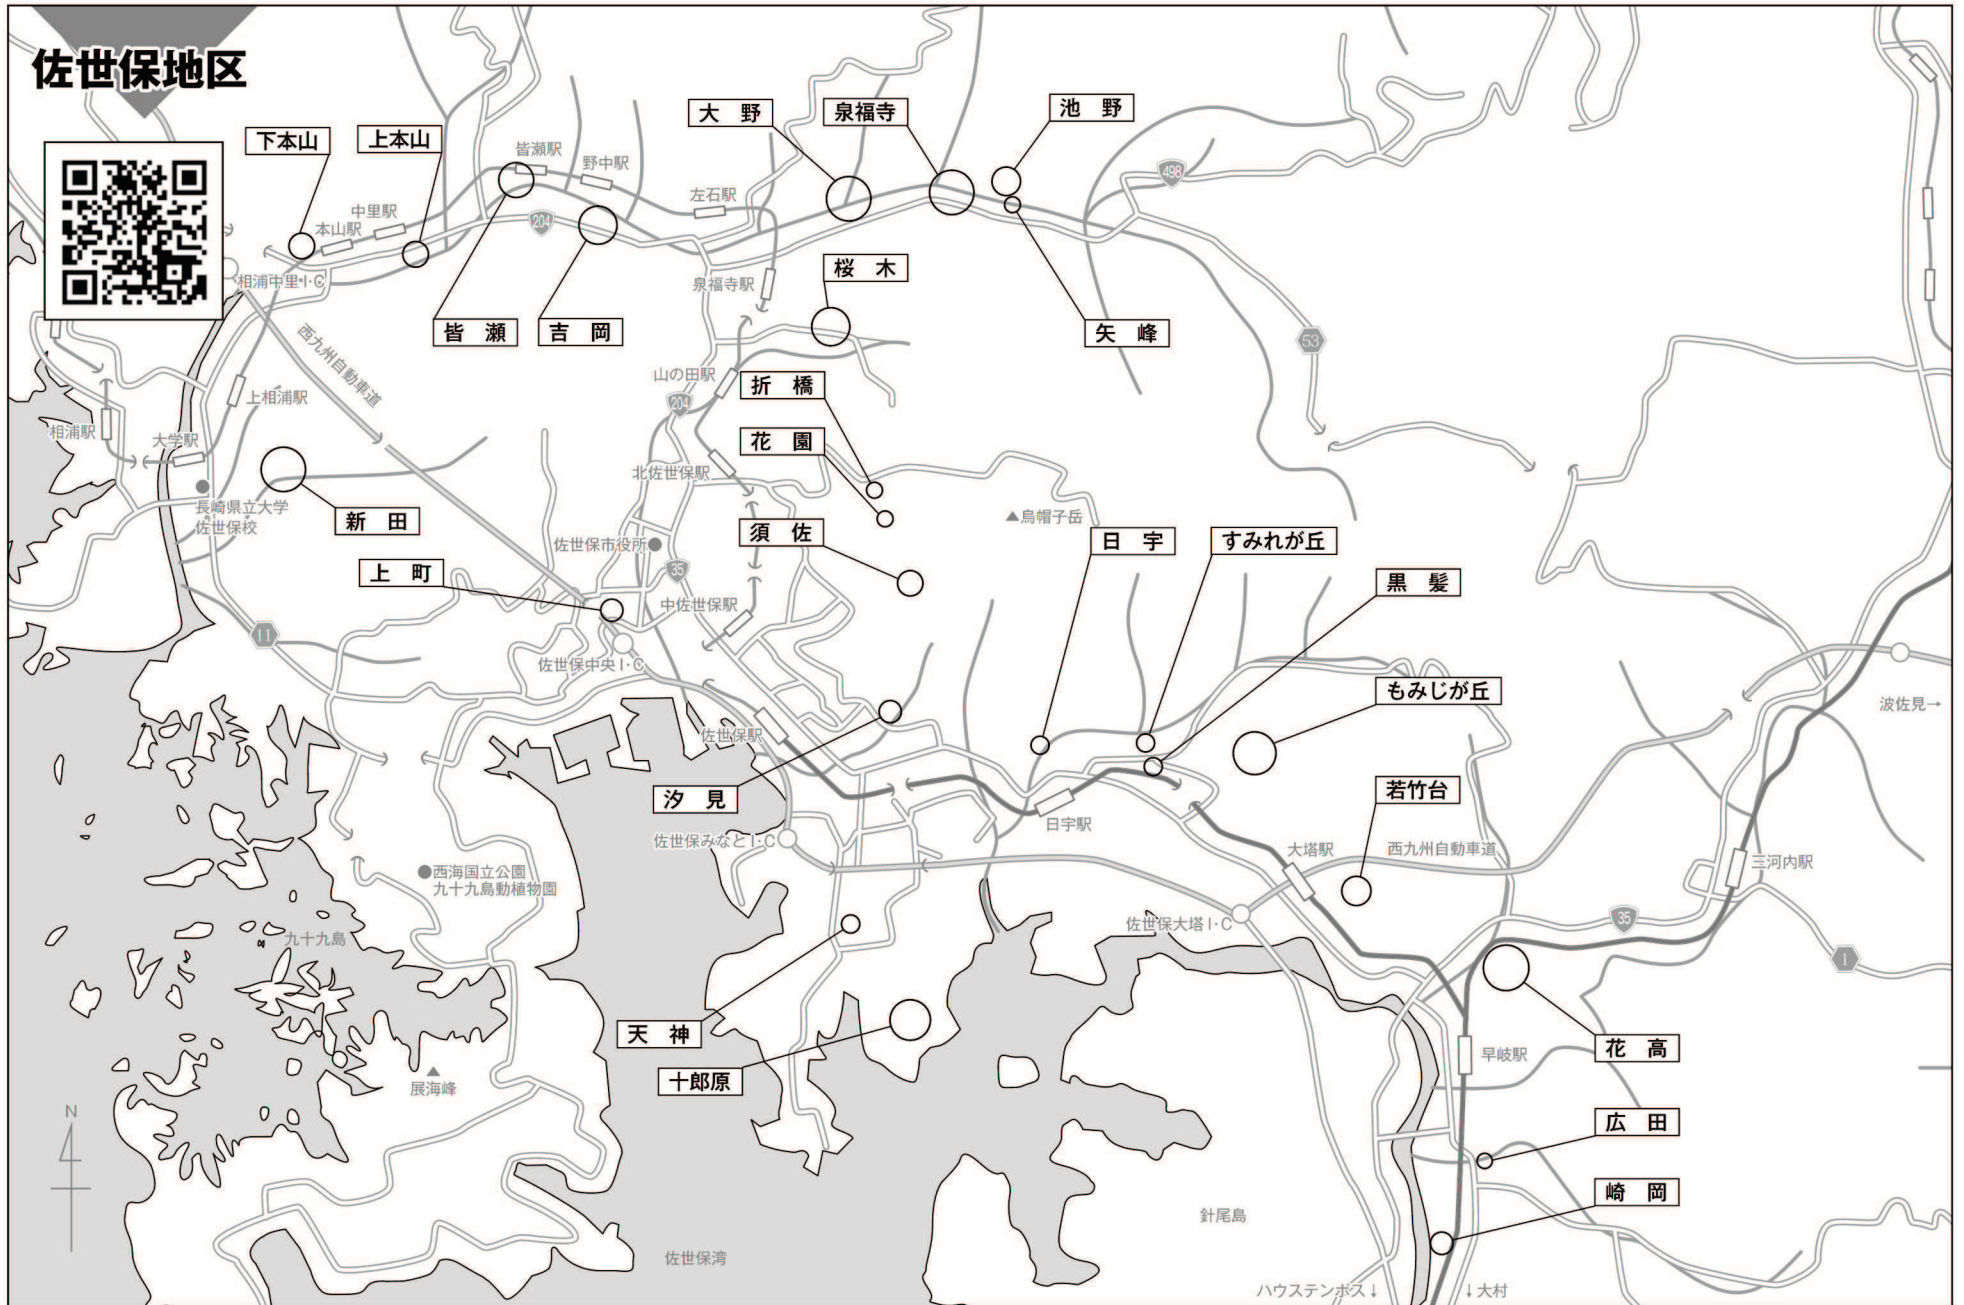 佐世保地区
大　野
泉福寺
池　野
下本山
上本山
皆瀬駅
野中駅
左石駅
中里駅
本山駅
498
204
相浦中里I・C
泉福寺駅
桜　木
皆　瀬
吉　岡
矢　峰
西九州自動車道
53
山の田駅
折　橋
上相浦駅
204
相浦駅
大学駅
花　園
北佐世保駅
長崎県立大学
佐世保校
新　田
須　佐
▲烏帽子岳
日　宇
すみれが丘
佐世保市役所
上　町
35
黒　髪
中佐世保駅
11
佐世保中央I・C
もみじが丘
波佐見→
佐世保駅
汐　見
若竹台
日宇駅
佐世保みなとI・C
大塔駅
西九州自動車道
三河内駅
西海国立公園
九十九島動植物園
佐世保大塔I・C
35
九十九島
1
天　神
十郎原
花　高
早岐駅
展海峰
N
広　田
崎　岡
針尾島
佐世保湾
ハウステンボス↓
↓大村